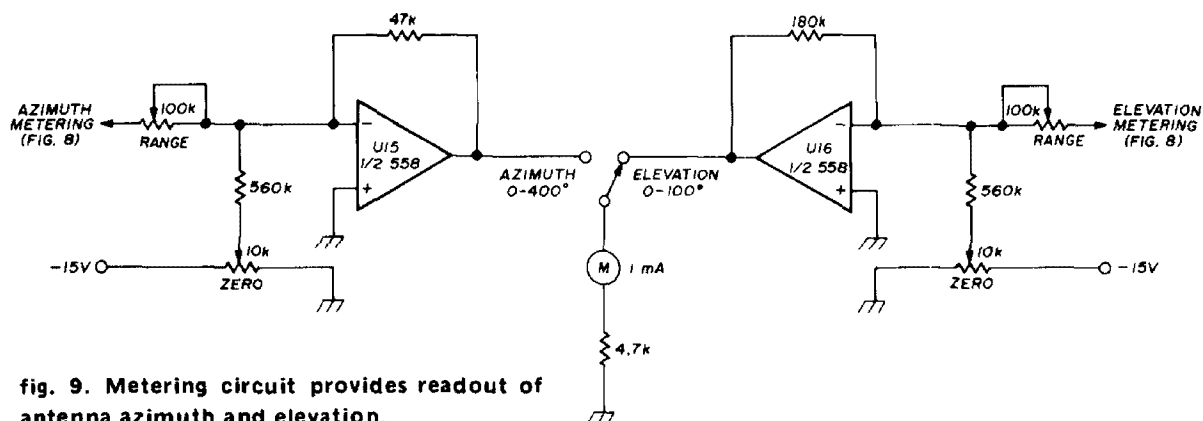 47k
180k
AZIMUTH
METERING
(FIG. 8)
100k
RANGE
560k
-15V
10k
ZERO
−
+
U15
1/2 558
AZIMUTH
0-400°
ELEVATION
0-100°
M
1 mA
4.7k
−
+
U16
1/2 558
100k
RANGE
ELEVATION
METERING
(FIG. 8)
560k
10k
ZERO
-15V
fig. 9. Metering circuit provides readout of
antenna azimuth and elevation